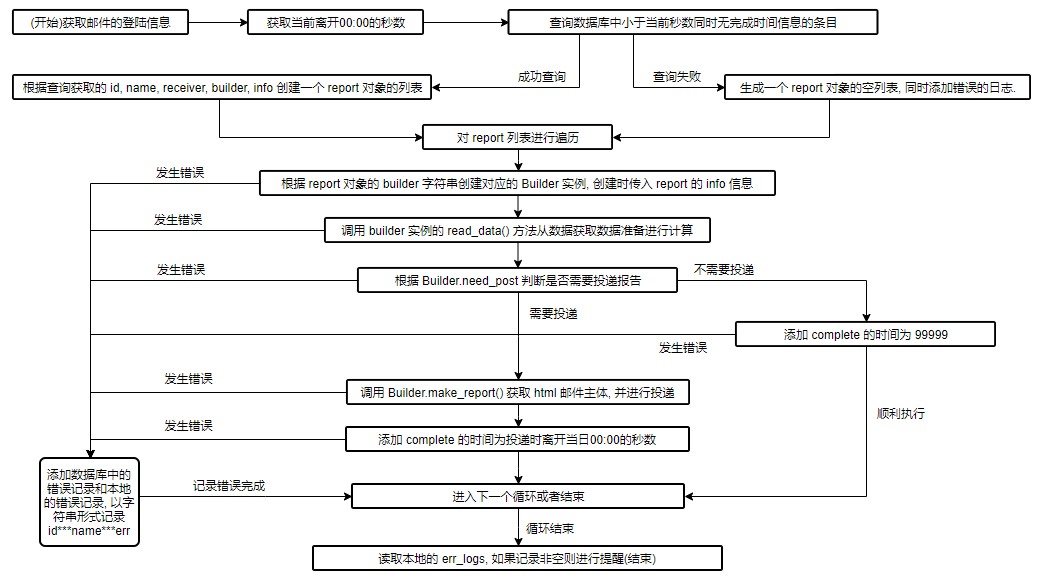 (开始)获取邮件的登陆信息
获取当前离开00:00的秒数
查询数据库中小于当前秒数同时无完成时间信息的条目
成功查询
查询失败
根据查询获取的 id, name, receiver, builder, info 创建一个 report 对象的列表
生成一个 report 对象的空列表, 同时添加错误的日志.
对 report 列表进行遍历
发生错误
根据 report 对象的 builder 字符串创建对应的 Builder 实例, 创建时传入 report 的 info 信息
发生错误
调用 builder 实例的 read_data() 方法从数据获取数据准备进行计算
发生错误
根据 Builder.need_post 判断是否需要投递报告
不需要投递
需要投递
添加 complete 的时间为 99999
发生错误
发生错误
调用 Builder.make_report() 获取 html 邮件主体, 并进行投递
顺利执行
发生错误
添加 complete 的时间为投递时离开当日00:00的秒数
添加数据库中的
错误记录和本地
的错误记录, 以字
符串形式记录
id***name***err
记录错误完成
进入下一个循环或者结束
循环结束
读取本地的 err_logs, 如果记录非空则进行提醒(结束)